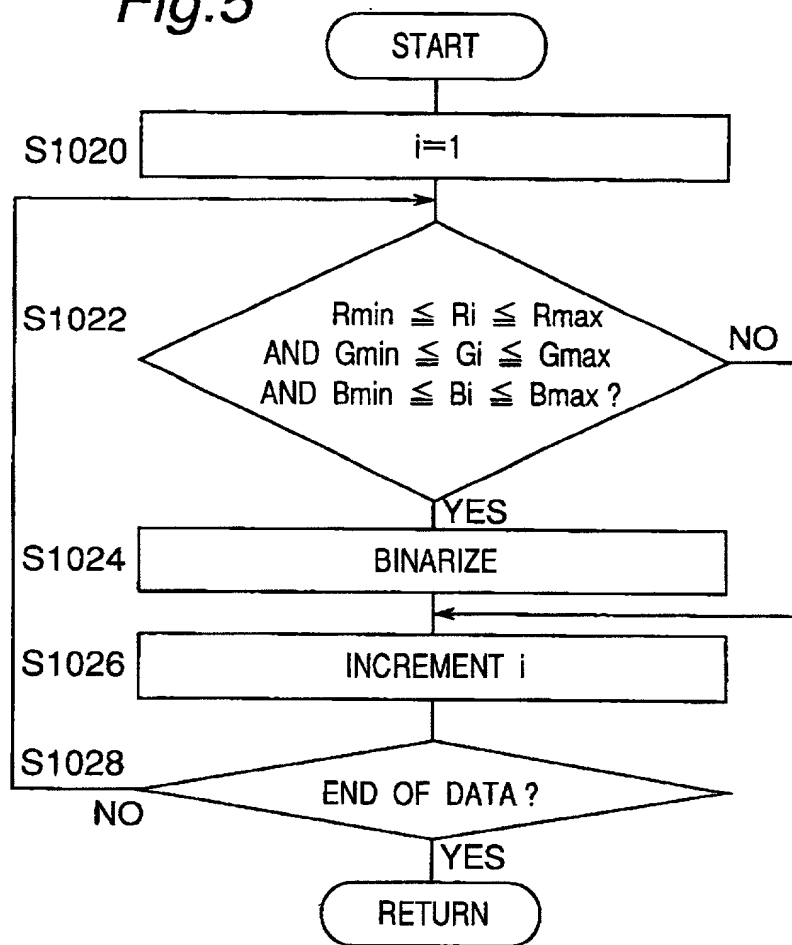 Fig.5
START
S1020
i=1
S1022
Rmin ≦ Ri ≦ Rmax
AND Gmin ≦ Gi ≦ Gmax
AND Bmin ≦ Bi ≦ Bmax?
NO
YES
S1024
BINARIZE
S1026
INCREMENT i
S1028
END OF DATA?
NO
YES
RETURN